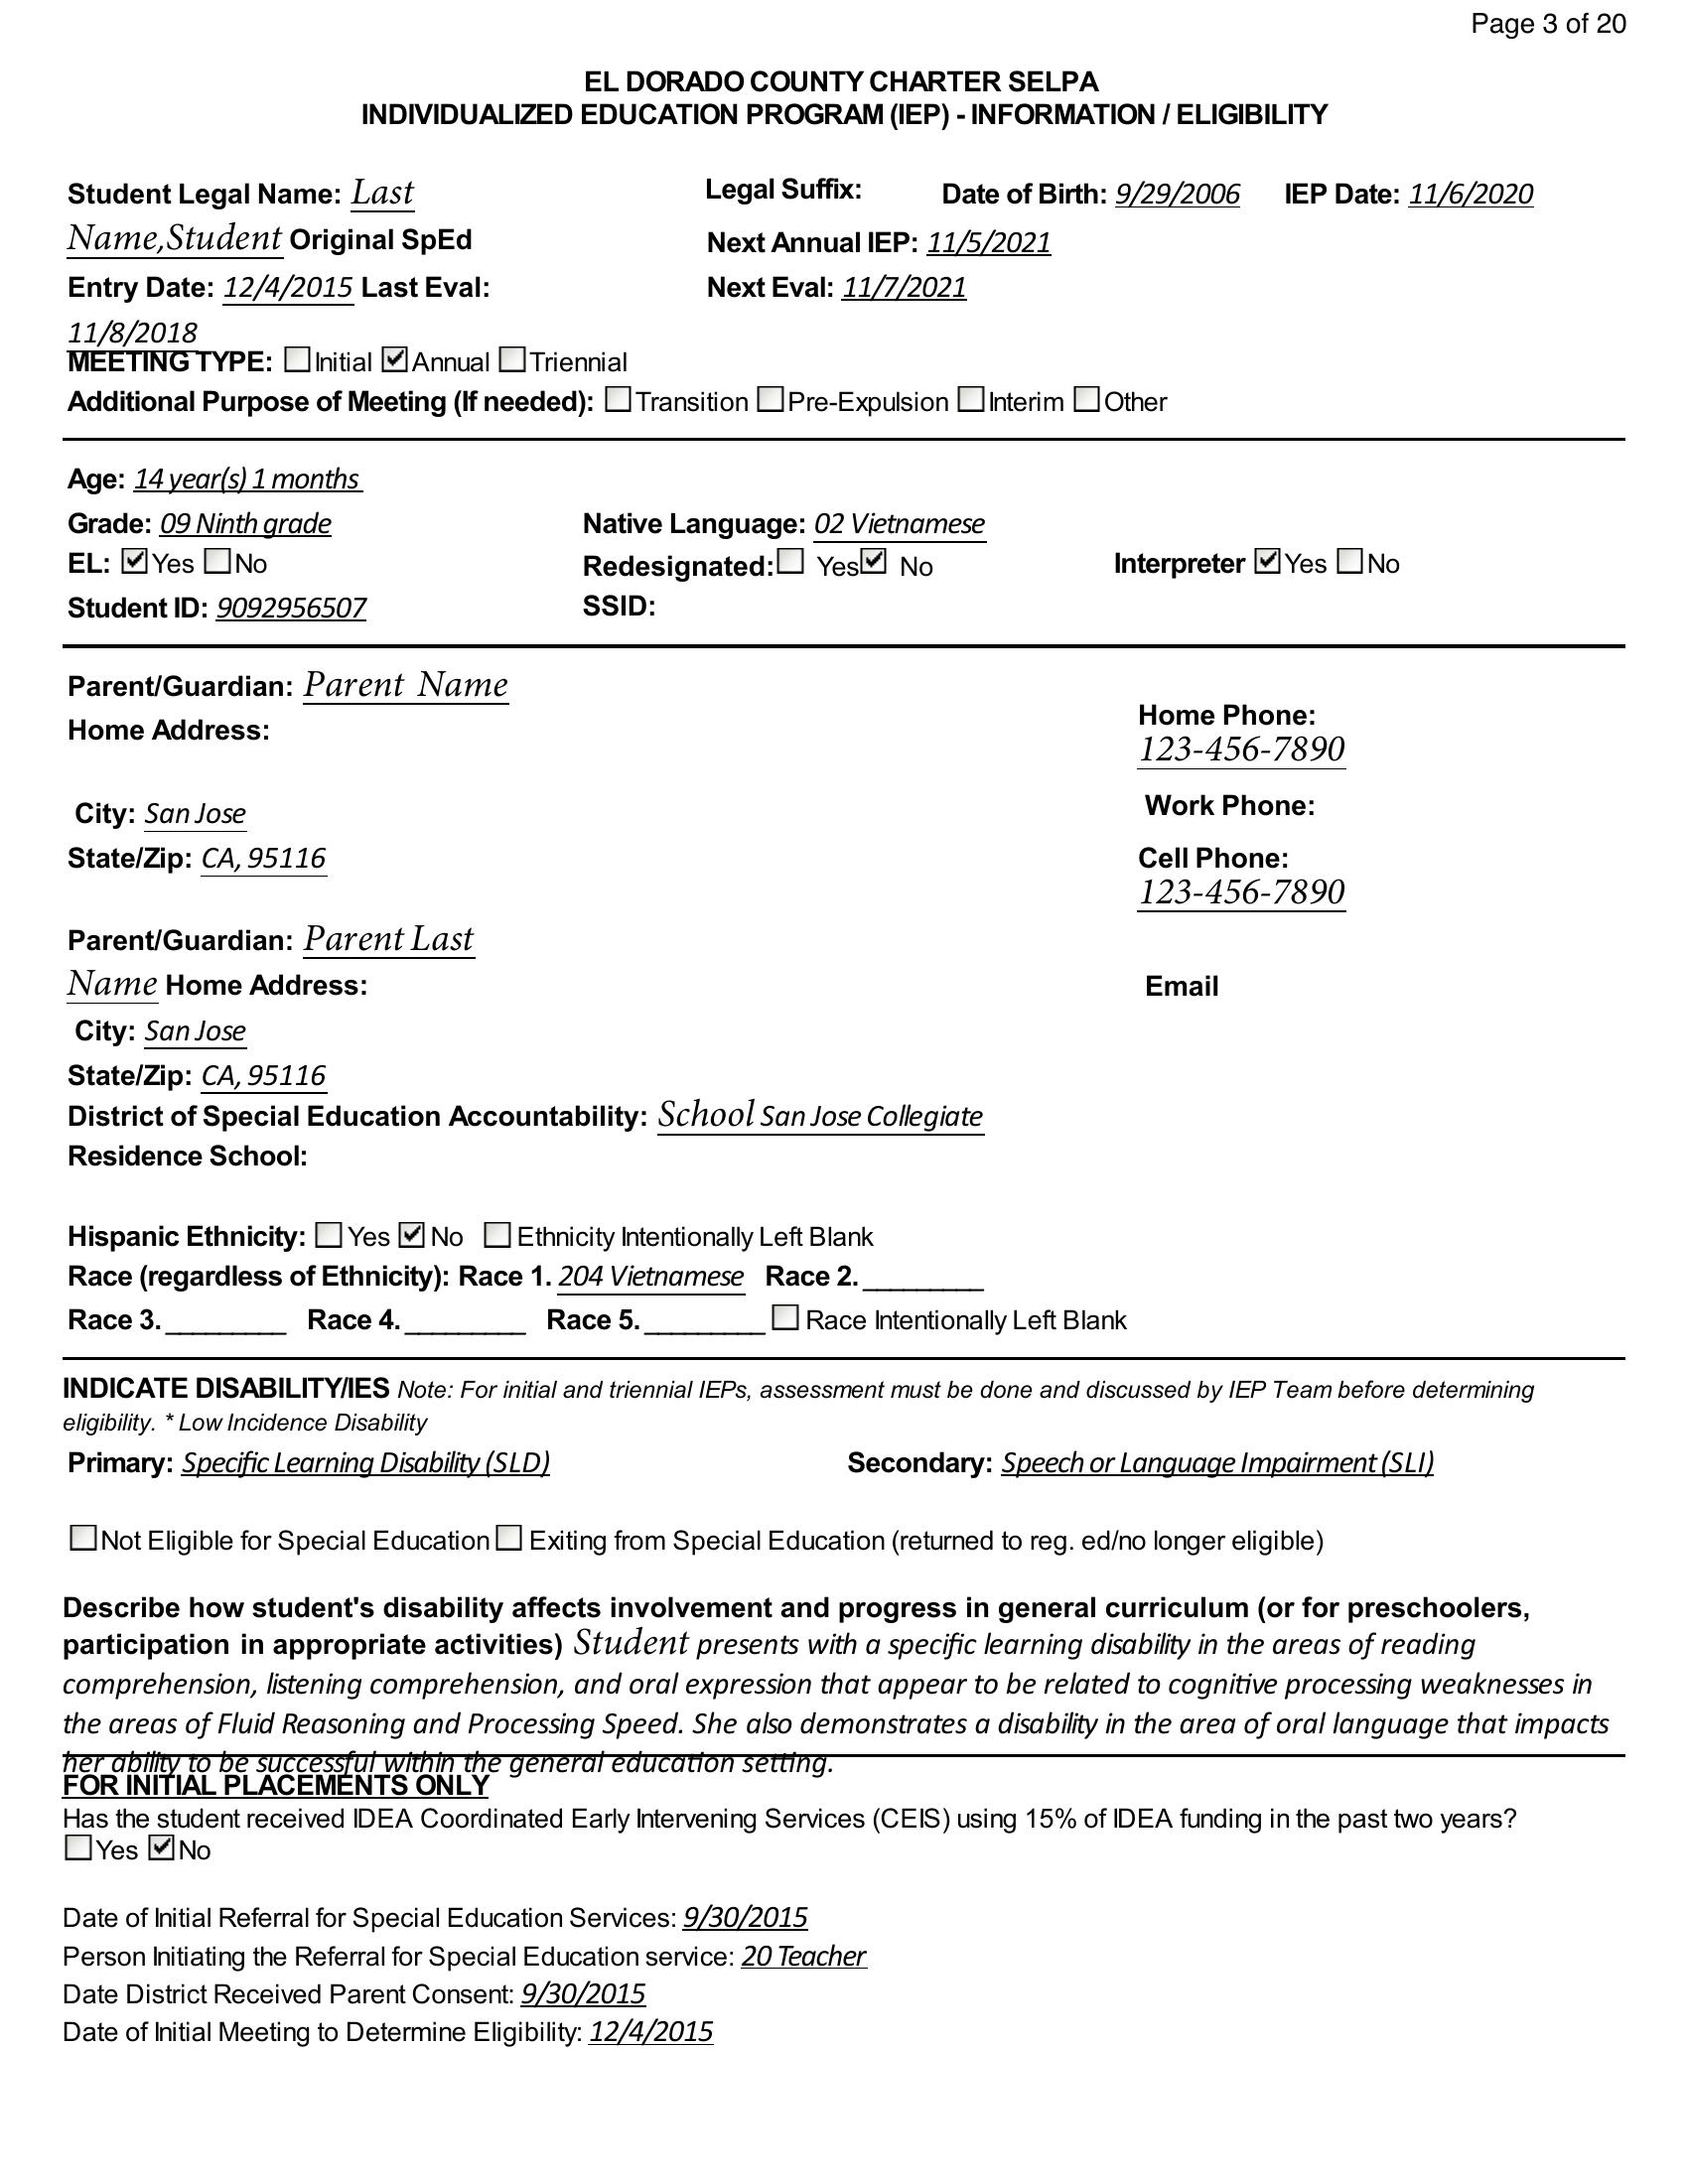 Page 3 of 20
EL DORADO COUNTY CHARTER SELPA
INDIVIDUALIZED EDUCATION PROGRAM (IEP) - INFORMATION / ELIGIBILITY
Student Legal Name: Last Legal Suffix: Date of Birth: 9/29/2006 IEP Date: 11/6/2020
Name,Student Original SpEd Next Annual IEP: 11/5/2021
Entry Date: 12/4/2015 Last Eval: Next Eval: 11/7/2021
11/8/2018
MEETING TYPE: Initial Annual Triennial
Additional Purpose of Meeting (If needed): Transition Pre-Expulsion Interim Other
Age: 14 year(s) 1 months
Grade: 09 Ninth grade Native Language: 02 Vietnamese
EL: Yes No Redesignated: Yes No Interpreter Yes No
Student ID: 9092956507 SSID:
Parent/Guardian: Parent Name
Home Address:
Home Phone:
123-456-7890
City: San Jose Work Phone:
State/Zip: CA, 95116 Cell Phone:
123-456-7890
Parent/Guardian: Parent Last
Name Home Address: Email
City: San Jose
State/Zip: CA, 95116
District of Special Education Accountability: School San Jose Collegiate
Residence School:
Hispanic Ethnicity: Yes No Ethnicity Intentionally Left Blank
Race (regardless of Ethnicity): Race 1. 204 Vietnamese Race 2. ________
Race 3. ________ Race 4. ________ Race 5. ________ Race Intentionally Left Blank
INDICATE DISABILITY/IES Note: For initial and triennial IEPs, assessment must be done and discussed by IEP Team before determining
eligibility. * Low Incidence Disability
Primary: Specific Learning Disability (SLD) Secondary: Speech or Language Impairment (SLI)
Not Eligible for Special Education Exiting from Special Education (returned to reg. ed/no longer eligible)
Describe how student's disability affects involvement and progress in general curriculum (or for preschoolers,
participation in appropriate activities) Student presents with a specific learning disability in the areas of reading
comprehension, listening comprehension, and oral expression that appear to be related to cognitive processing weaknesses in
the areas of Fluid Reasoning and Processing Speed. She also demonstrates a disability in the area of oral language that impacts
her ability to be successful within the general education setting.
FOR INITIAL PLACEMENTS ONLY
Has the student received IDEA Coordinated Early Intervening Services (CEIS) using 15% of IDEA funding in the past two years?
Yes No
Date of Initial Referral for Special Education Services: 9/30/2015
Person Initiating the Referral for Special Education service: 20 Teacher
Date District Received Parent Consent: 9/30/2015
Date of Initial Meeting to Determine Eligibility: 12/4/2015